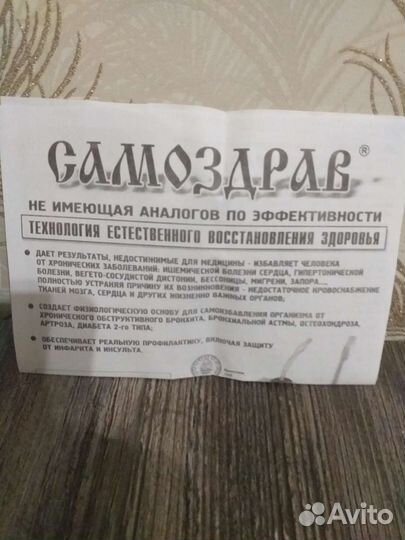 САМОЗДРАВ®
НЕ ИМЕЮЩАЯ АНАЛОГОВ ПО ЭФФЕКТИВНОСТИ
ТЕХНОЛОГИЯ ЕСТЕСТВЕННОГО ВОССТАНОВЛЕНИЯ ЗДОРОВЬЯ
• ДАЕТ РЕЗУЛЬТАТЫ, НЕДОСТИЖИМЫЕ ДЛЯ МЕДИЦИНЫ - ИЗБАВЛЯЕТ ЧЕЛОВЕКА
ОТ ХРОНИЧЕСКИХ ЗАБОЛЕВАНИЙ: ИШЕМИЧЕСКОЙ БОЛЕЗНИ СЕРДЦА, ГИПЕРТОНИЧЕСКОЙ
БОЛЕЗНИ, ВЕГЕТО-СОСУДИСТОЙ ДИСТОНИИ, БЕССОННИЦЫ, МИГРЕНИ, ЗАПОРА...,
ПОЛНОСТЬЮ УСТРАНЯЯ ПРИЧИНУ ИХ ВОЗНИКНОВЕНИЯ - НЕДОСТАТОЧНОЕ КРОВОСНАБЖЕНИЕ
ТКАНЕЙ МОЗГА, СЕРДЦА И ДРУГИХ ЖИЗНЕННО ВАЖНЫХ ОРГАНОВ;
• СОЗДАЕТ ФИЗИОЛОГИЧЕСКУЮ ОСНОВУ ДЛЯ САМОИЗБАВЛЕНИЯ ОРГАНИЗМА ОТ
ХРОНИЧЕСКОГО ОБСТРУКТИВНОГО БРОНХИТА, БРОНХИАЛЬНОЙ АСТМЫ, ОСТЕОХОНДРОЗА,
АРТРОЗА, ДИАБЕТА 2-ГО ТИПА;
• ОБЕСПЕЧИВАЕТ РЕАЛЬНУЮ ПРОФИЛАКТИКУ, ВКЛЮЧАЯ ЗАЩИТУ
ОТ ИНФАРКТА И ИНСУЛЬТА.
Avito